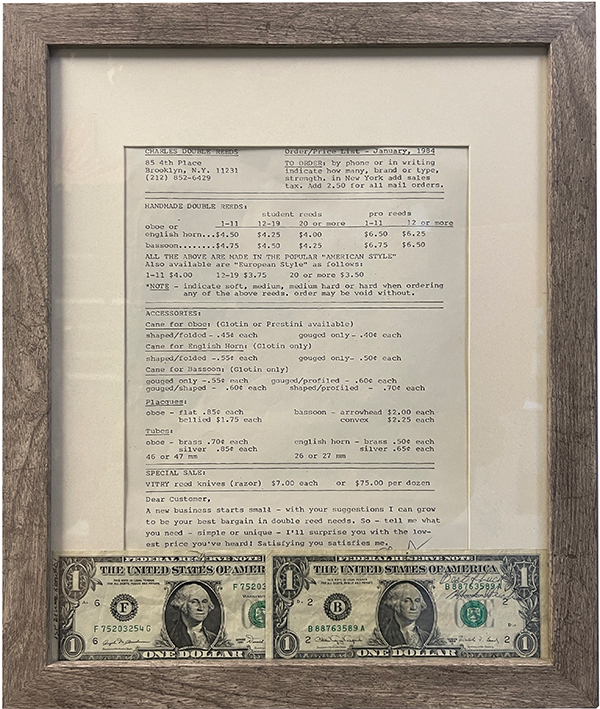 CHARLES DOUBLE REEDS Order/Price List - January, 1984
85 4th Place TO ORDER: by phone or in writing
Brooklyn, N.Y. 11231 indicate how many, brand or type,
(212) 852-6429 strength. in New York add sales
tax. Add 2.50 for all mail orders.
HANDMADE DOUBLE REEDS:
student reeds pro reeds
oboe or 1-11 12-19 20 or more 1-11 12 or more
english horn...$4.50 $4.25 $4.00 $6.50 $6.25
bassoon........$4.75 $4.50 $4.25 $6.75 $6.50
ALL THE ABOVE ARE MADE IN THE POPULAR "AMERICAN STYLE"
Also available are "European Style" as follows:
1-11 $4.00 12-19 $3.75 20 or more $3.50
*NOTE - indicate soft, medium, medium hard or hard when ordering
any of the above reeds. order may be void without.
ACCESSORIES:
Cane for Oboe: (Glotin or Prestini available)
shaped/folded - .45¢ each gouged only - .40¢ each
Cane for English Horn: (Glotin only)
shaped/folded - .55¢ each gouged only - .50¢ each
Cane for Bassoon: (Glotin only)
gouged only -.55¢ each gouged/profiled - .60¢ each
gouged/shaped - .60¢ each shaped/profiled - .70¢ each
Placques:
oboe - flat .85¢ each bassoon - arrowhead $2.00 each
bellied $1.75 each convex $2.25 each
Tubes:
oboe - brass .70¢ each english horn - brass .50¢ each
silver .85¢ each silver .65¢ each
46 or 47 mm 26 or 27 mm
SPECIAL SALE:
VITRY reed knives (razor) $7.00 each or $75.00 per dozen
Dear Customer,
A new business starts small - with your suggestions I can grow
to be your best bargain in double reed needs. So - tell me what
you need - simple or unique - I'll surprise you with the low-
est price you've heard! Satisfying you satisfies me.
FEDERAL RESERVE NOTE
THE UNITED STATES OF AMERI
F 75203
6 F
F 75203254 G
6
ONE DOLLAR
1
FEDERAL RESERVE NOTE
THE UNITED STATES OF AMERICA
B 88763589 A
2 B 2
B 88763589 A
2 2
ONE DOLLAR
1 1